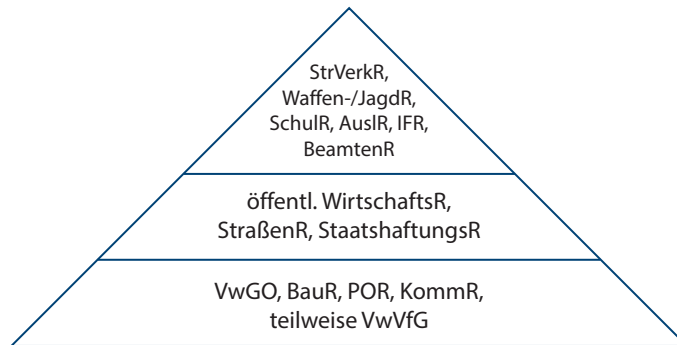 StrVerkR,
Waffen-/JagdR,
SchulR, AuslR, IFR,
BeamtenR
öffentl. WirtschaftsR,
StraßenR, StaatshaftungsR
VwGO, BauR, POR, KommR,
teilweise VwVfG